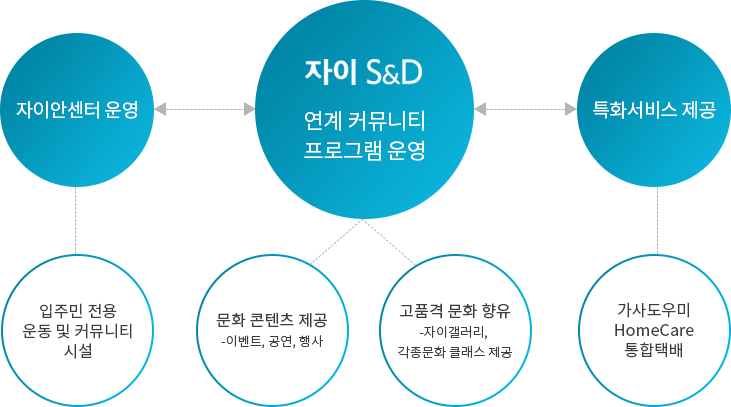 자이안센터 운영
자이 S&D
연계 커뮤니티
프로그램 운영
특화서비스 제공
입주민 전용
운동 및 커뮤니티
시설
문화 콘텐츠 제공
-이벤트, 공연, 행사
고품격 문화 향유
-자이갤러리,
각종문화 클래스 제공
가사도우미
HomeCare
통합택배